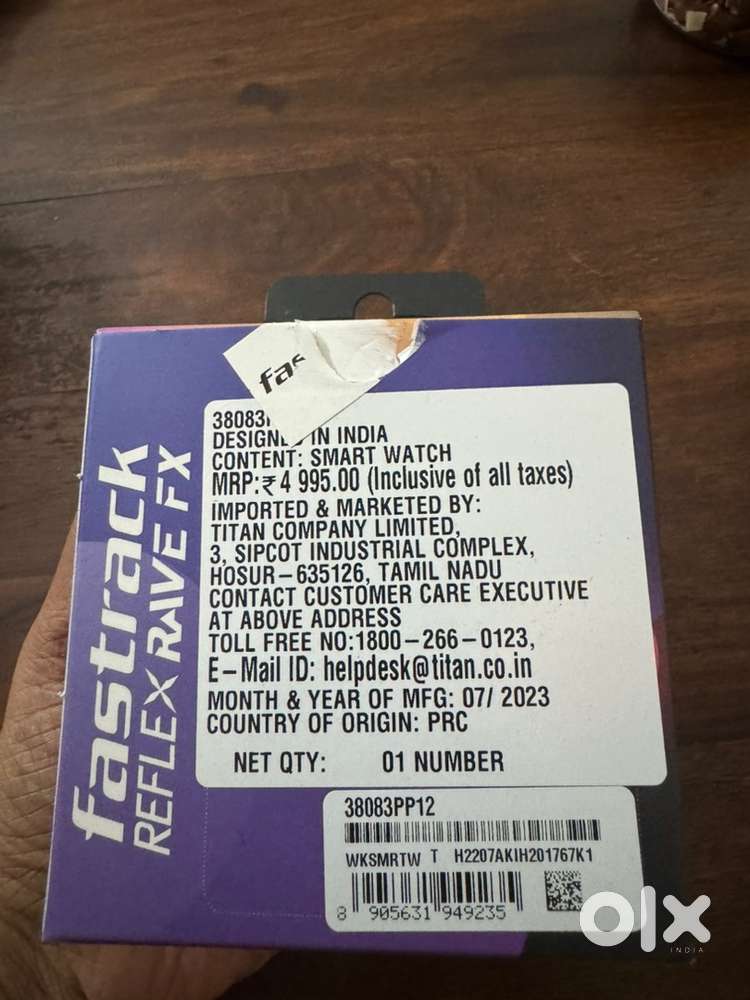 fastrack
REFLEX RAVE FX
fas
38083
DESIGNED IN INDIA
CONTENT: SMART WATCH
MRP:₹4 995.00 (Inclusive of all taxes)
IMPORTED & MARKETED BY:
TITAN COMPANY LIMITED,
3, SIPCOT INDUSTRIAL COMPLEX,
HOSUR-635126, TAMIL NADU
CONTACT CUSTOMER CARE EXECUTIVE
AT ABOVE ADDRESS
TOLL FREE NO:1800-266-0123,
E-Mail ID: helpdesk@titan.co.in
MONTH & YEAR OF MFG: 07/ 2023
COUNTRY OF ORIGIN: PRC
NET QTY: 01 NUMBER
38083PP12
WKSMRTW T H2207AKIH201767K1
8 905631 949235
olx
INDIA